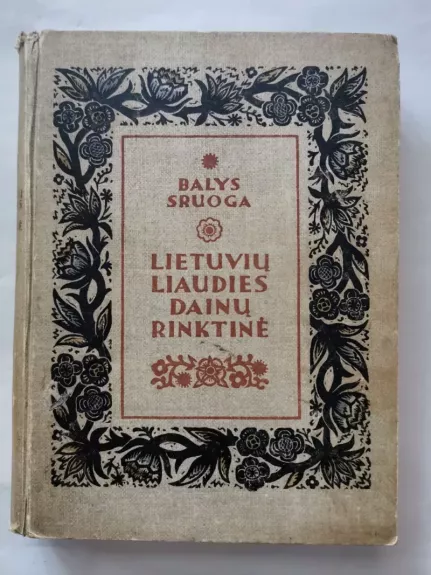 BALYS
SRUOGA
LIETUVIŲ
LIAUDIES
DAINŲ
RINKTINĖ